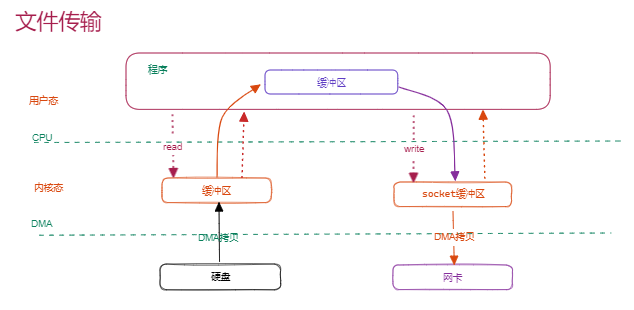 文件传输
程序
缓冲区
用户态
CPU
read
write
内核态
缓冲区
socket缓冲区
DMA
DMA拷贝
DMA拷贝
硬盘
网卡